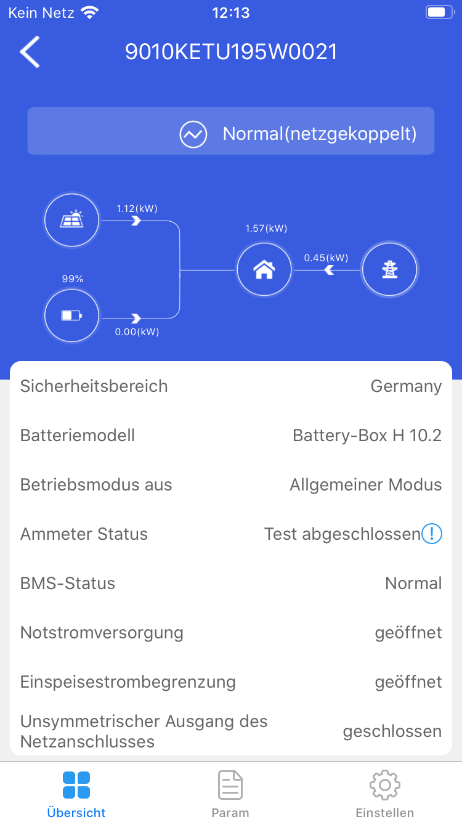 Kein Netz 12:13
9010KETU195W0021
Normal(netzgekoppelt)
1.12(kW)
1.57(kW)
0.45(kW)
99%
0.00(kW)
Sicherheitsbereich Germany
Batteriemodell Battery-Box H 10.2
Betriebsmodus aus Allgemeiner Modus
Ammeter Status Test abgeschlossen
BMS-Status Normal
Notstromversorgung geöffnet
Einspeisestrombegrenzung geöffnet
Unsymmetrischer Ausgang des
Netzanschlusses geschlossen
Übersicht Param Einstellen